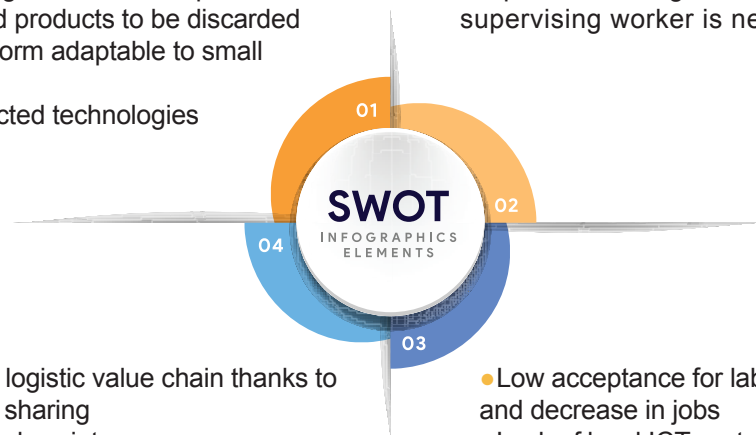 d products to be discarded
orm adaptable to small
cted technologies
supervising worker is ne
01
02
SWOT
INFOGRAPHICS
ELEMENTS
04
03
logistic value chain thanks to
sharing
●Low acceptance for lab
and decrease in jobs